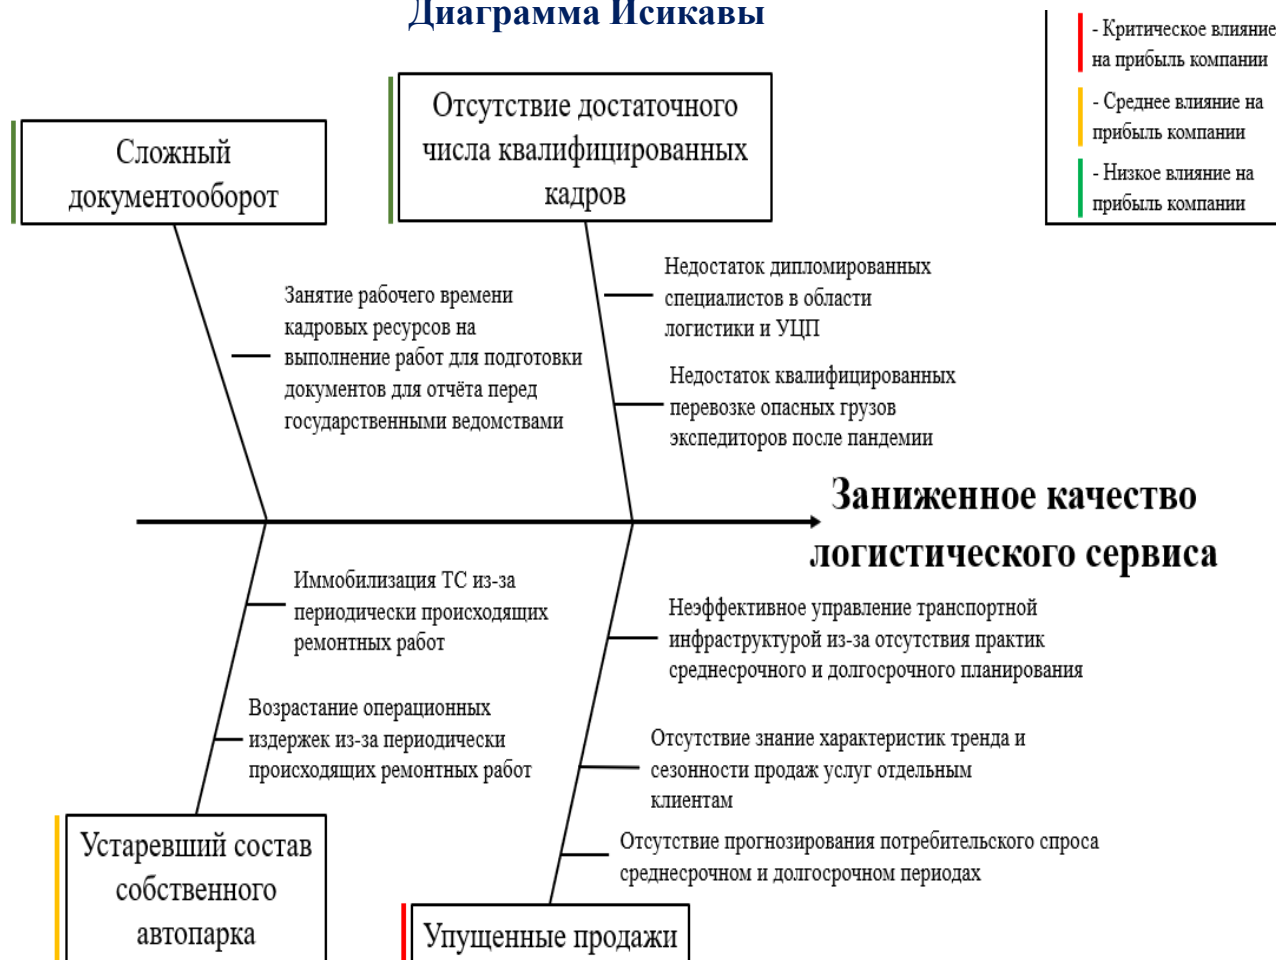 Диаграмма Исикавы
- Критическое влияние
на прибыль компании
- Среднее влияние на
прибыль компании
- Низкое влияние на
прибыль компании
Сложный
документооборот
Отсутствие достаточного
числа квалифицированных
кадров
Занятие рабочего времени
кадровых ресурсов на
выполнение работ для подготовки
документов для отчёта перед
государственными ведомствами
Недостаток дипломированных
специалистов в области
логистики и УЦП
Недостаток квалифицированных
перевозке опасных грузов
экспедиторов после пандемии
Заниженное качество
логистического сервиса
Иммобилизация ТС из-за
периодически происходящих
ремонтных работ
Возрастание операционных
издержек из-за периодически
происходящих ремонтных работ
Неэффективное управление транспортной
инфраструктурой из-за отсутствия практик
среднесрочного и долгосрочного планирования
Отсутствие знание характеристик тренда и
сезонности продаж услуг отдельным
клиентам
Отсутствие прогнозирования потребительского спроса
среднесрочном и долгосрочном периодах
Устаревший состав
собственного
автопарка
Упущенные продажи